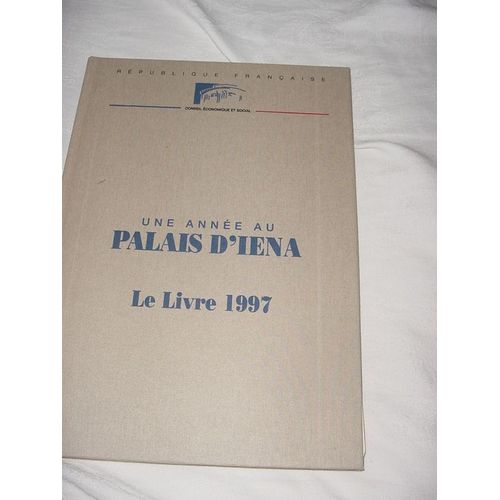 RÉPUBLIQUE FRANÇAISE
CONSEIL ÉCONOMIQUE ET SOCIAL
UNE ANNÉE AU
PALAIS D'IENA
Le Livre 1997